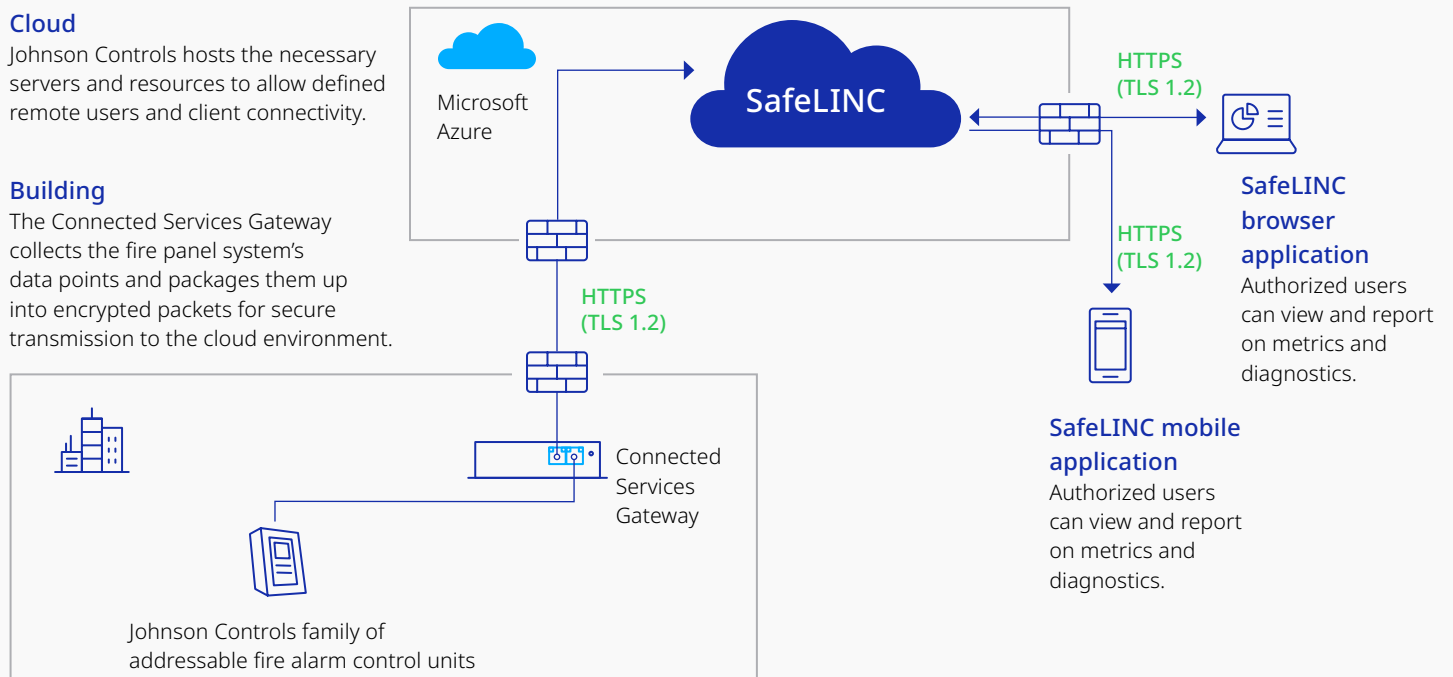 Cloud
Johnson Controls hosts the necessary
servers and resources to allow defined
remote users and client connectivity.
Building
The Connected Services Gateway
collects the fire panel system’s
data points and packages them up
into encrypted packets for secure
transmission to the cloud environment.
Microsoft
Azure
SafeLINC
HTTPS
(TLS 1.2)
SafeLINC
browser
application
Authorized users
can view and report
on metrics and
diagnostics.
HTTPS
(TLS 1.2)
HTTPS
(TLS 1.2)
SafeLINC mobile
application
Authorized users
can view and report
on metrics and
diagnostics.
Connected
Services
Gateway
Johnson Controls family of
addressable fire alarm control units